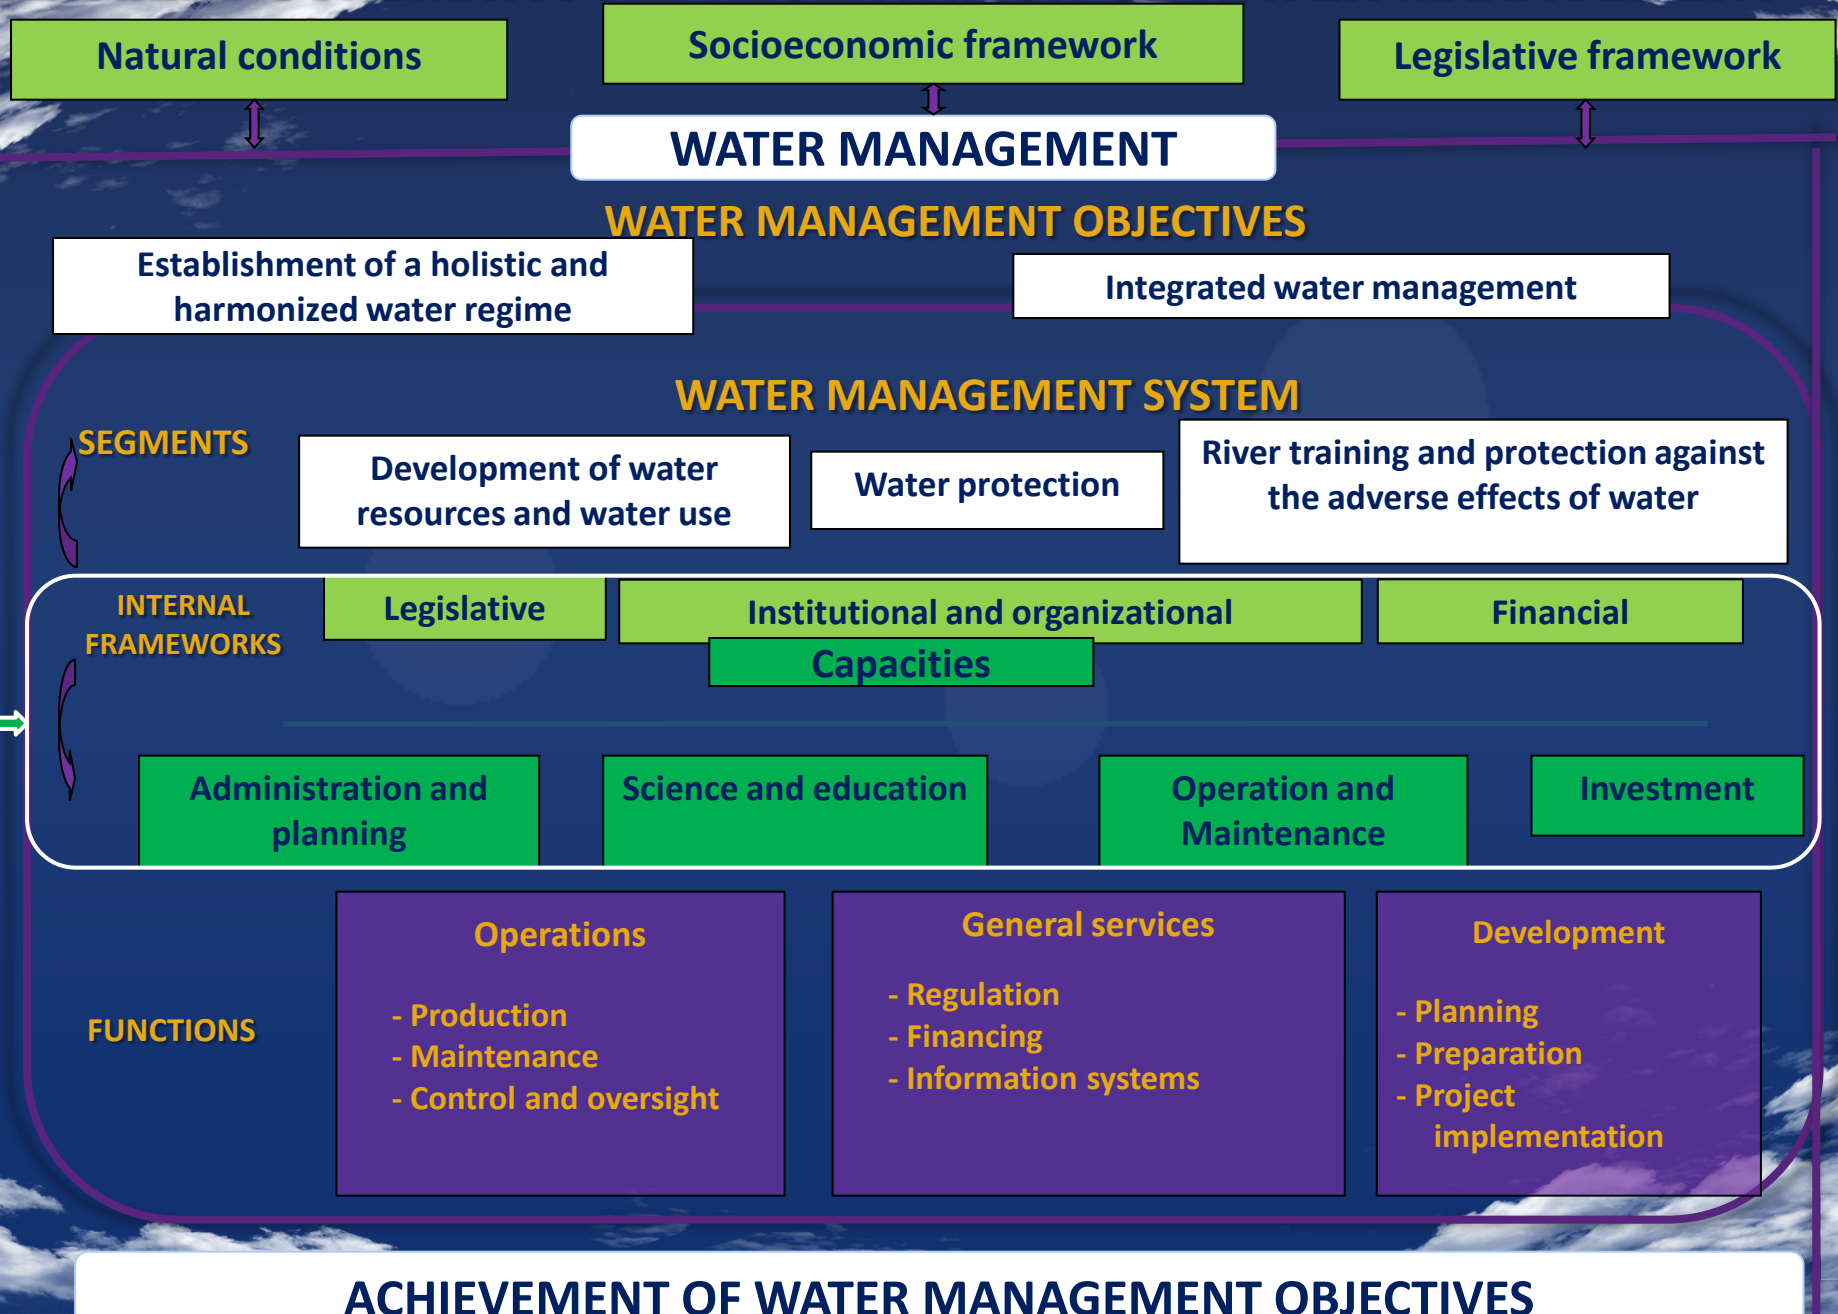 Natural conditions
Socioeconomic framework
Legislative framework
WATER MANAGEMENT
WATER MANAGEMENT OBJECTIVES
Establishment of a holistic and
harmonized water regime
Integrated water management
WATER MANAGEMENT SYSTEM
SEGMENTS
Development of water
resources and water use
Water protection
River training and protection against
the adverse effects of water
INTERNAL
FRAMEWORKS
Legislative
Institutional and organizational
Financial
Capacities
Administration and
planning
Science and education
Operation and
Maintenance
Investment
FUNCTIONS
Operations
- Production
- Maintenance
- Control and oversight
General services
- Regulation
- Financing
- Information systems
Development
- Planning
- Preparation
- Project
implementation
ACHIEVEMENT OF WATER MANAGEMENT OBJECTIVES